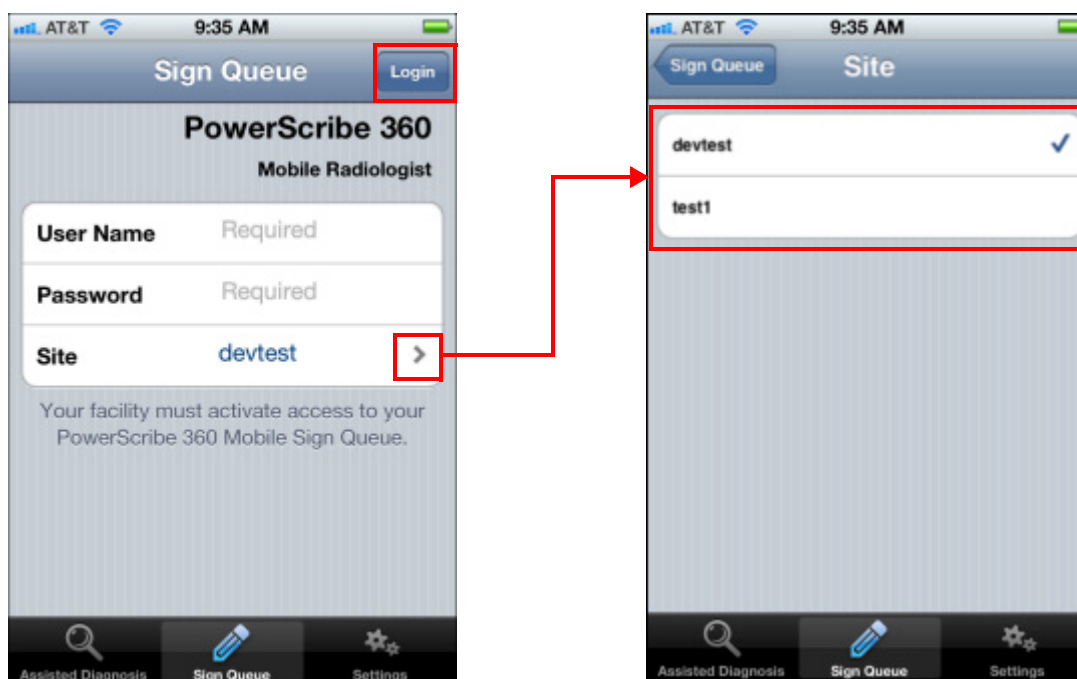 AT&T 9:35 AM
Sign Queue Login
PowerScribe 360
Mobile Radiologist
User Name Required
Password Required
Site devtest
Your facility must activate access to your
PowerScribe 360 Mobile Sign Queue.
Assisted Diagnosis Sign Queue Settings
AT&T 9:35 AM
Sign Queue Site
devtest
test1
Assisted Diagnosis Sign Queue Settings